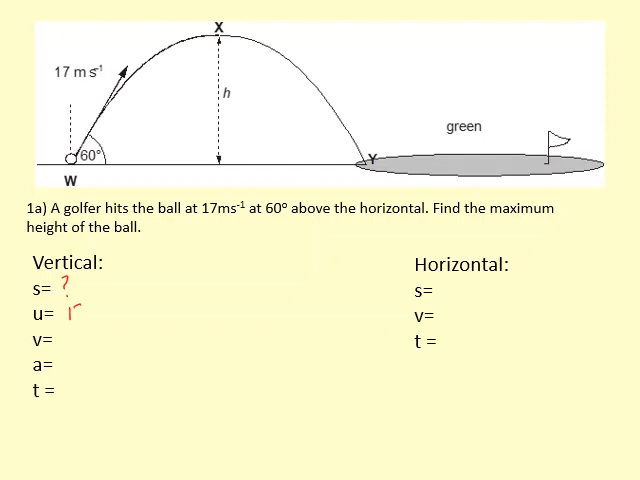 X
17 m s-1
h
green
60°
Y
W
1a) A golfer hits the ball at 17ms-1 at 60° above the horizontal. Find the maximum
height of the ball.
Vertical:
s= ?
u=
v=
a=
t =
Horizontal:
s=
v=
t =